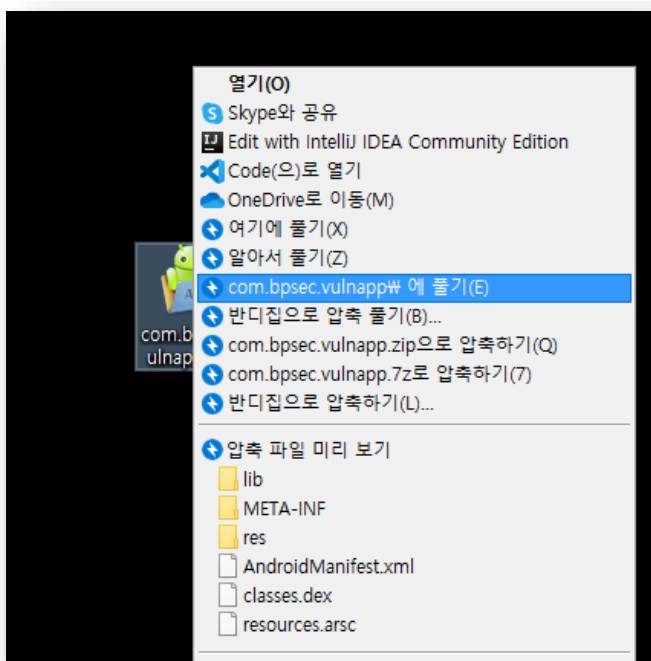 열기(O)
Skype와 공유
Edit with IntelliJ IDEA Community Edition
Code(으)로 열기
OneDrive로 이동(M)
여기에 풀기(X)
알아서 풀기(Z)
com.bpsec.vulnapp₩ 에 풀기(E)
반디집으로 압축 풀기(B)...
com.b
ulnap
com.bpsec.vulnapp.zip으로 압축하기(Q)
com.bpsec.vulnapp.7z로 압축하기(7)
반디집으로 압축하기(L)...
압축 파일 미리 보기
lib
META-INF
res
AndroidManifest.xml
classes.dex
resources.arsc